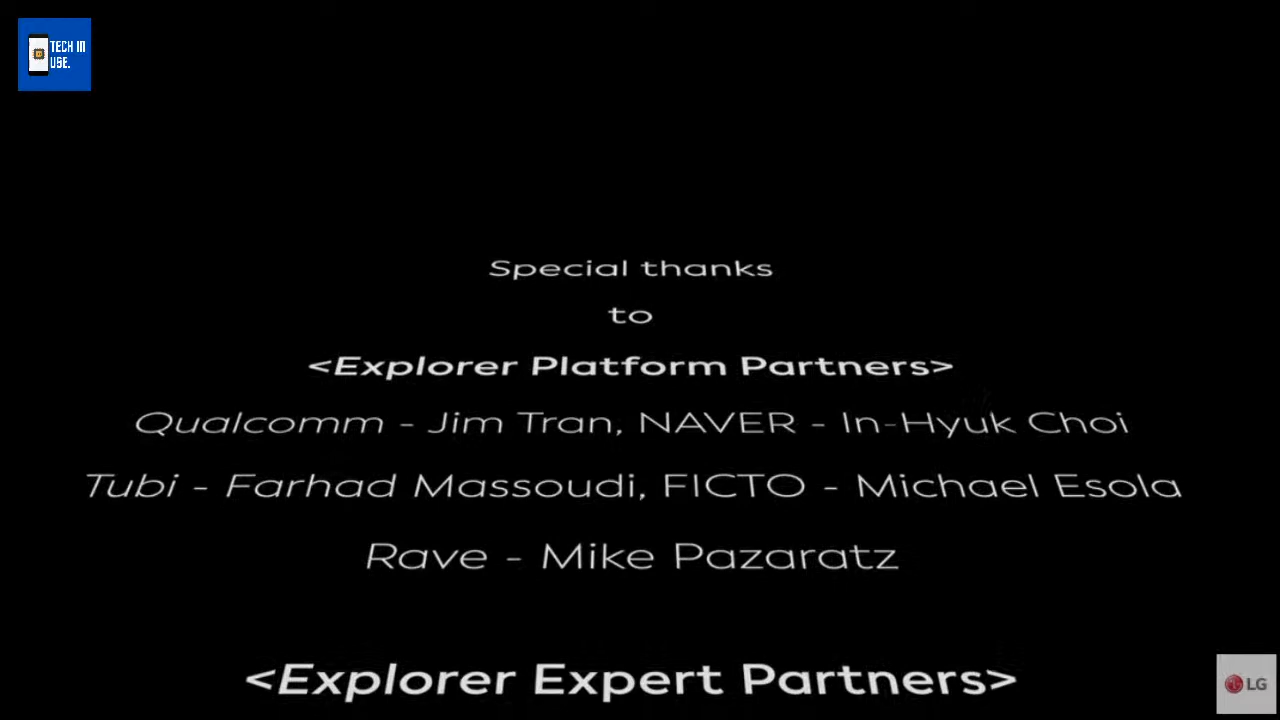 TECH IN
USE.
Special thanks
to
<Explorer Platform Partners>
Qualcomm - Jim Tran, NAVER - In-Hyuk Choi
Tubi - Farhad Massoudi, FICTO - Michael Esola
Rave - Mike Pazaratz
<Explorer Expert Partners>
LG